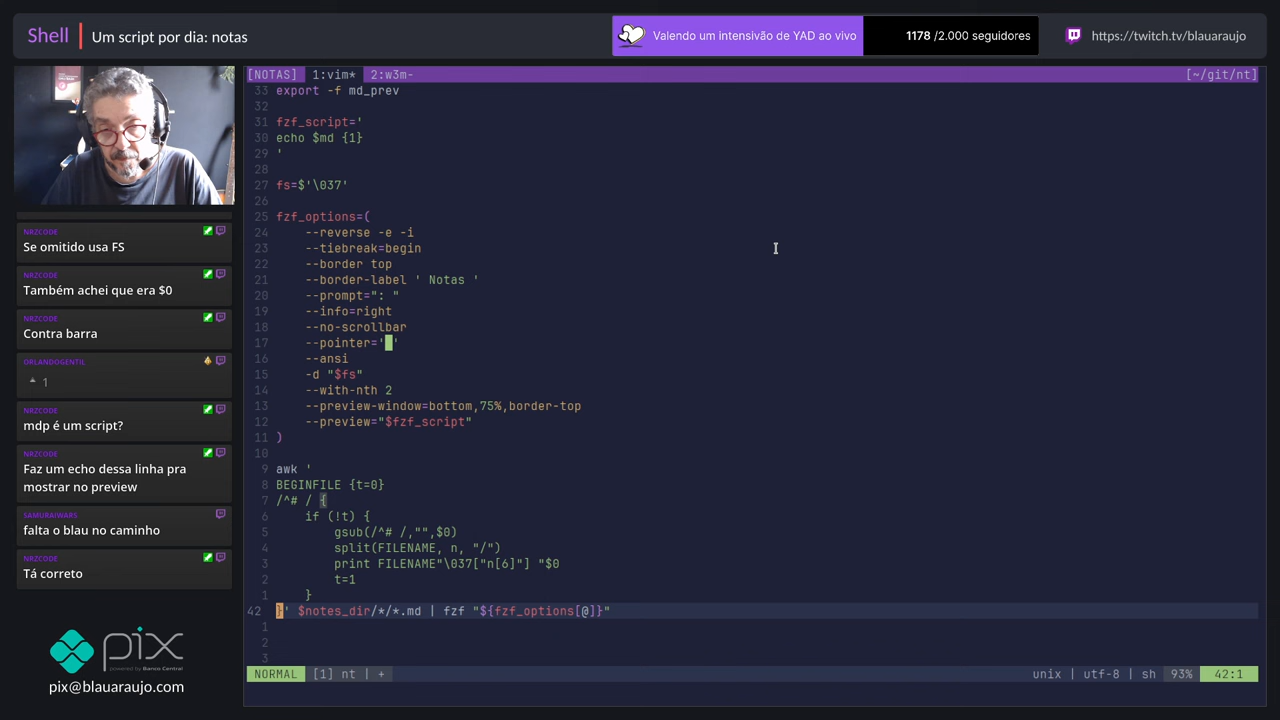 Shell | Um script por dia: notas
Valendo um intensivão de YAD ao vivo
1178 /2.000 seguidores
https://twitch.tv/blauaraujo
NRZCODE
Se omitido usa FS
NRZCODE
Também achei que era $0
NRZCODE
Contra barra
ORLANDOGENTIL
1
NRZCODE
mdp é um script?
NRZCODE
Faz um echo dessa linha pra
mostrar no preview
SAMURAIWARS_
falta o blau no caminho
NRZCODE
Tá correto
pix
powered by Banco Central
pix@blauaraujo.com
[NOTAS] 1:vim* 2:w3m- [~/git/nt]
33 export -f md_prev
32
31 fzf_script='
30 echo $md {1}
29 '
28
27 fs=$'\037'
26
25 fzf_options=(
24     --reverse -e -i
23     --tiebreak=begin
22     --border top
21     --border-label ' Notas '
20     --prompt=": "
19     --info=right
18     --no-scrollbar
17     --pointer=' '
16     --ansi
15     -d "$fs"
14     --with-nth 2
13     --preview-window=bottom,75%,border-top
12     --preview="$fzf_script"
11 )
10
9 awk '
8 BEGINFILE {t=0}
7 /^# / {
6     if (!t) {
5         gsub(/^# /,"",$0)
4         split(FILENAME, n, "/")
3         print FILENAME"\037["n[6]"] "$0
2         t=1
1     }
42 }' $notes_dir/*/*.md | fzf "${fzf_options[@]}"
1
2
3
NORMAL [1] nt | + unix | utf-8 | sh 93% 42:1